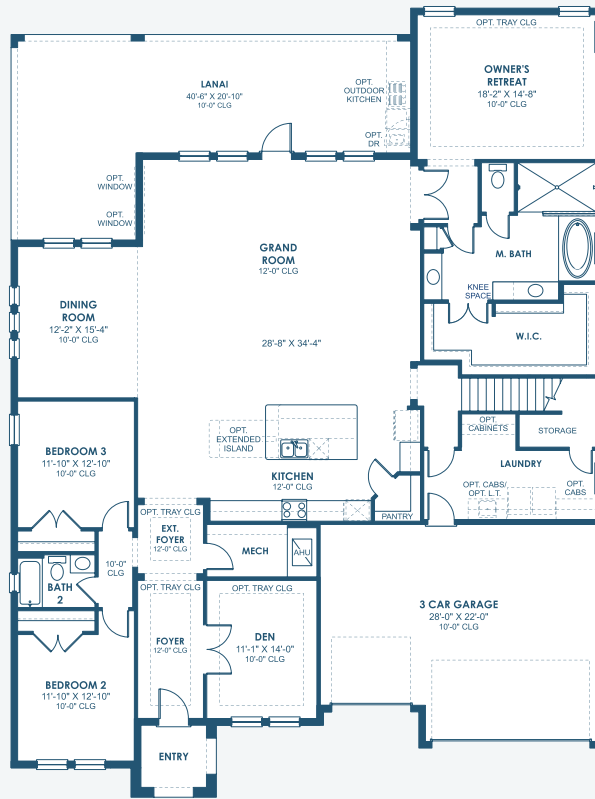 OPT. TRAY CLG
OWNER'S
RETREAT
18'-2" X 14'-8"
10'-0" CLG
LANAI
40'-6" X 20'-10"
10'-0" CLG
OPT.
OUTDOOR
KITCHEN
OPT.
DR
OPT.
WINDOW
OPT.
WINDOW
GRAND
ROOM
12'-0" CLG
28'-8" X 34'-4"
M. BATH
KNEE
SPACE
W.I.C.
DINING
ROOM
12'-2" X 15'-4"
10'-0" CLG
OPT.
CABINETS
STORAGE
LAUNDRY
OPT. CABS/
OPT. L.T.
OPT.
CABS
OPT.
EXTENDED
ISLAND
KITCHEN
12'-0" CLG
PANTRY
BEDROOM 3
11'-10" X 12'-10"
10'-0" CLG
OPT. TRAY CLG
EXT.
FOYER
12'-0" CLG
MECH
AHU
10'-0"
CLG
BATH
2
OPT. TRAY CLG
FOYER
12'-0" CLG
OPT. TRAY CLG
DEN
11'-1" X 14'-0"
10'-0" CLG
3 CAR GARAGE
28'-0" X 22'-0"
10'-0" CLG
BEDROOM 2
11'-10" X 12'-10"
10'-0" CLG
ENTRY